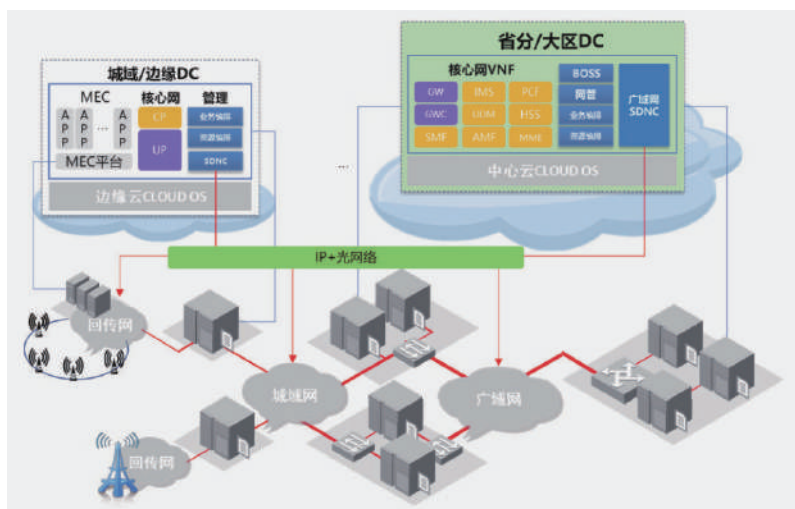 城域/边缘DC
MEC 核心网 管理
APP APP ... APP
CP
UP
业务编排
资源编排
SDNC
MEC平台
边缘云CLOUD OS
...
省分/大区DC
核心网VNF
GW IMS PCF
GWC UDM HSS
SMF AMF MME
BOSS
网管
业务编排
资源编排
广域网
SDNC
中心云CLOUD OS
IP+光网络
回传网
城域网
广域网
回传网